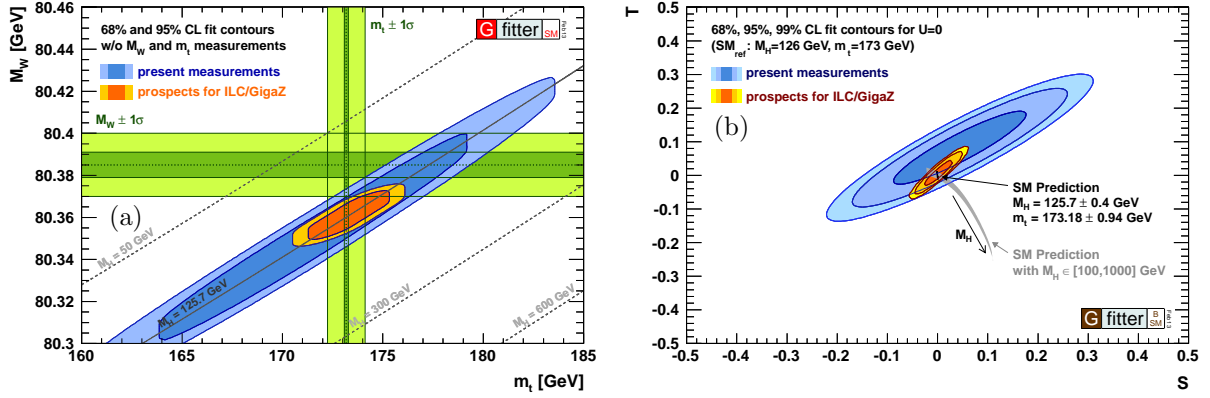 M_W [GeV]
80.46
80.44
80.42
80.4
80.38
80.36
80.34
80.32
80.3
68% and 95% CL fit contours
w/o M_W and m_t measurements
present measurements
prospects for ILC/GigaZ
m_t ± 1σ
G fitter SM
Feb 13
M_W ± 1σ
(a)
M_H = 50 GeV
M_H = 125.7 GeV
M_H = 300 GeV
M_H = 600 GeV
160 165 170 175 180 185
m_t [GeV]
T
0.5
0.4
0.3
0.2
0.1
0
-0.1
-0.2
-0.3
-0.4
-0.5
68%, 95%, 99% CL fit contours for U=0
(SM_ref: M_H=126 GeV, m_t=173 GeV)
present measurements
prospects for ILC/GigaZ
(b)
SM Prediction
M_H = 125.7 ± 0.4 GeV
m_t = 173.18 ± 0.94 GeV
M_H
SM Prediction
with M_H ∈ [100,1000] GeV
G fitter B SM
Feb 13
-0.5 -0.4 -0.3 -0.2 -0.1 0 0.1 0.2 0.3 0.4 0.5
S